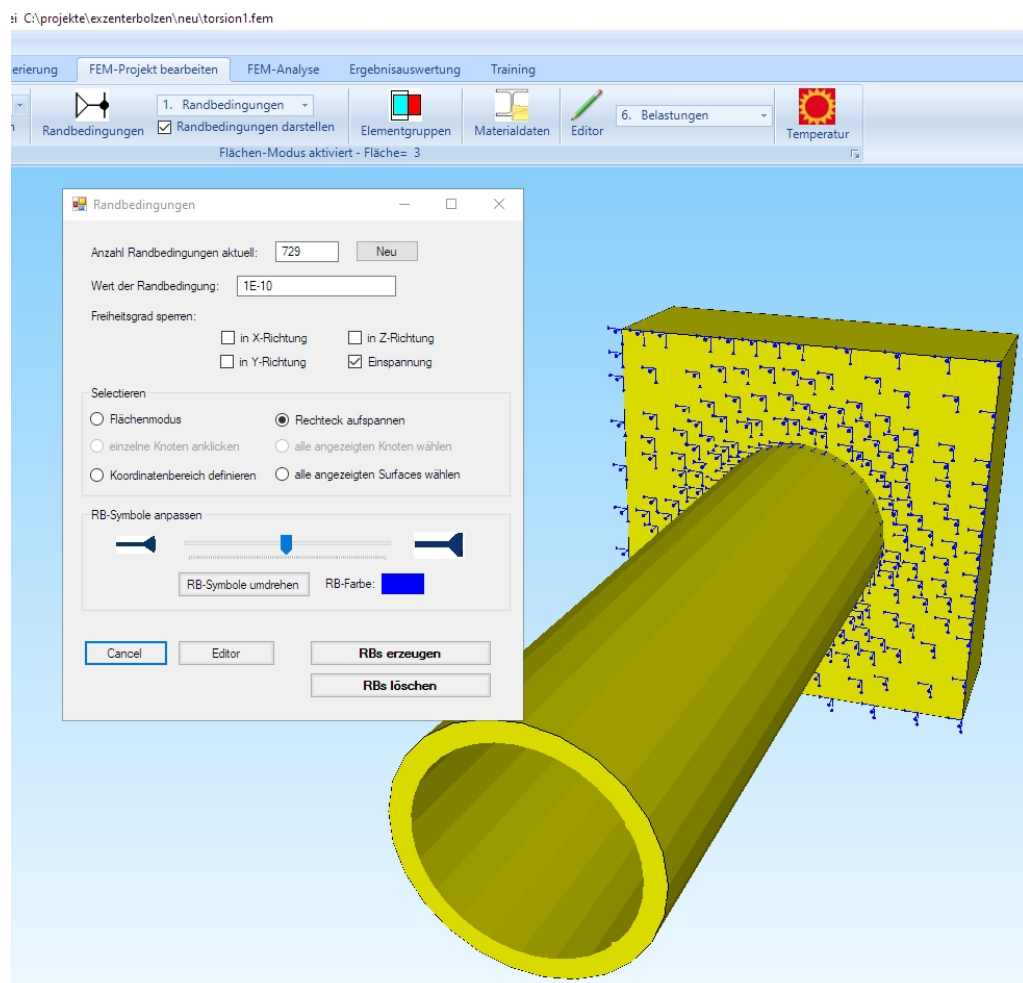 ei C:\projekte\exzenterbolzen\neu\torsion1.fem
erierung FEM-Projekt bearbeiten FEM-Analyse Ergebnisauswertung Training
Randbedingungen
1. Randbedingungen
Randbedingungen darstellen
Elementgruppen
Materialdaten
Editor
6. Belastungen
Temperatur
Flächen-Modus aktiviert - Fläche= 3
Randbedingungen
Anzahl Randbedingungen aktuell: 729 Neu
Wert der Randbedingung: 1E-10
Freiheitsgrad sperren:
in X-Richtung in Z-Richtung
in Y-Richtung Einspannung
Selectieren
Flächenmodus Rechteck aufspannen
einzelne Knoten anklicken alle angezeigten Knoten wählen
Koordinatenbereich definieren alle angezeigten Surfaces wählen
RB-Symbole anpassen
RB-Symbole umdrehen RB-Farbe:
Cancel Editor RBs erzeugen
RBs löschen